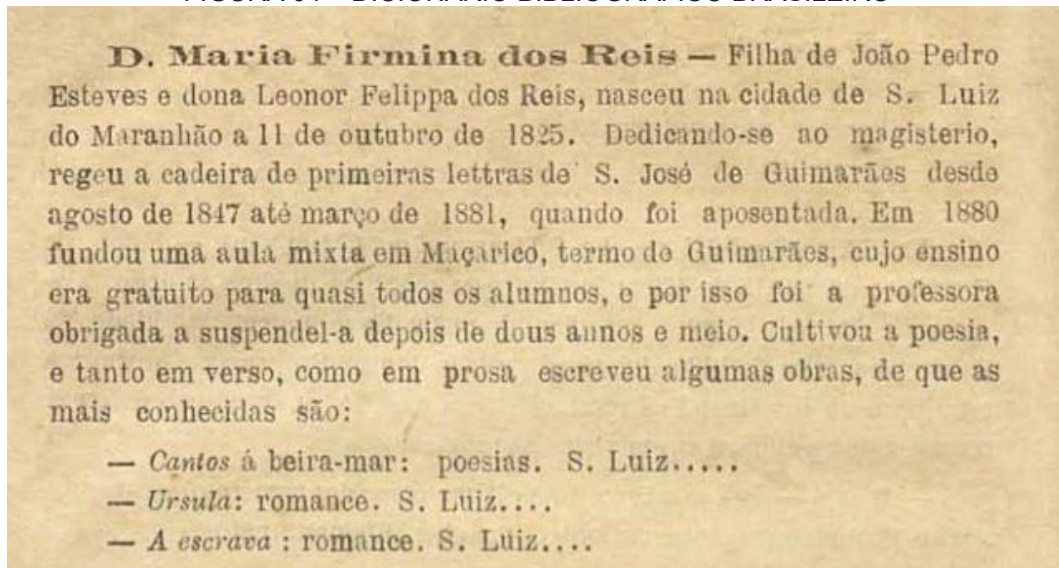 D. Maria Firmina dos Reis — Filha de João Pedro
Esteves e dona Leonor Felippa dos Reis, nasceu na cidade de S. Luiz
do Maranhão a 11 de outubro de 1825. Dedicando-se ao magisterio,
regeu a cadeira de primeiras lettras de S. José de Guimarães desde
agosto de 1847 até março de 1881, quando foi aposentada. Em 1880
fundou uma aula mixta em Maçarico, termo de Guimarães, cujo ensino
era gratuito para quasi todos os alumnos, e por isso foi a professora
obrigada a suspendel-a depois de dous annos e meio. Cultivou a poesia,
e tanto em verso, como em prosa escreveu algumas obras, de que as
mais conhecidas são:
— Cantos á beira-mar: poesias. S. Luiz.....
— Ursula: romance. S. Luiz....
— A escrava : romance. S. Luiz....